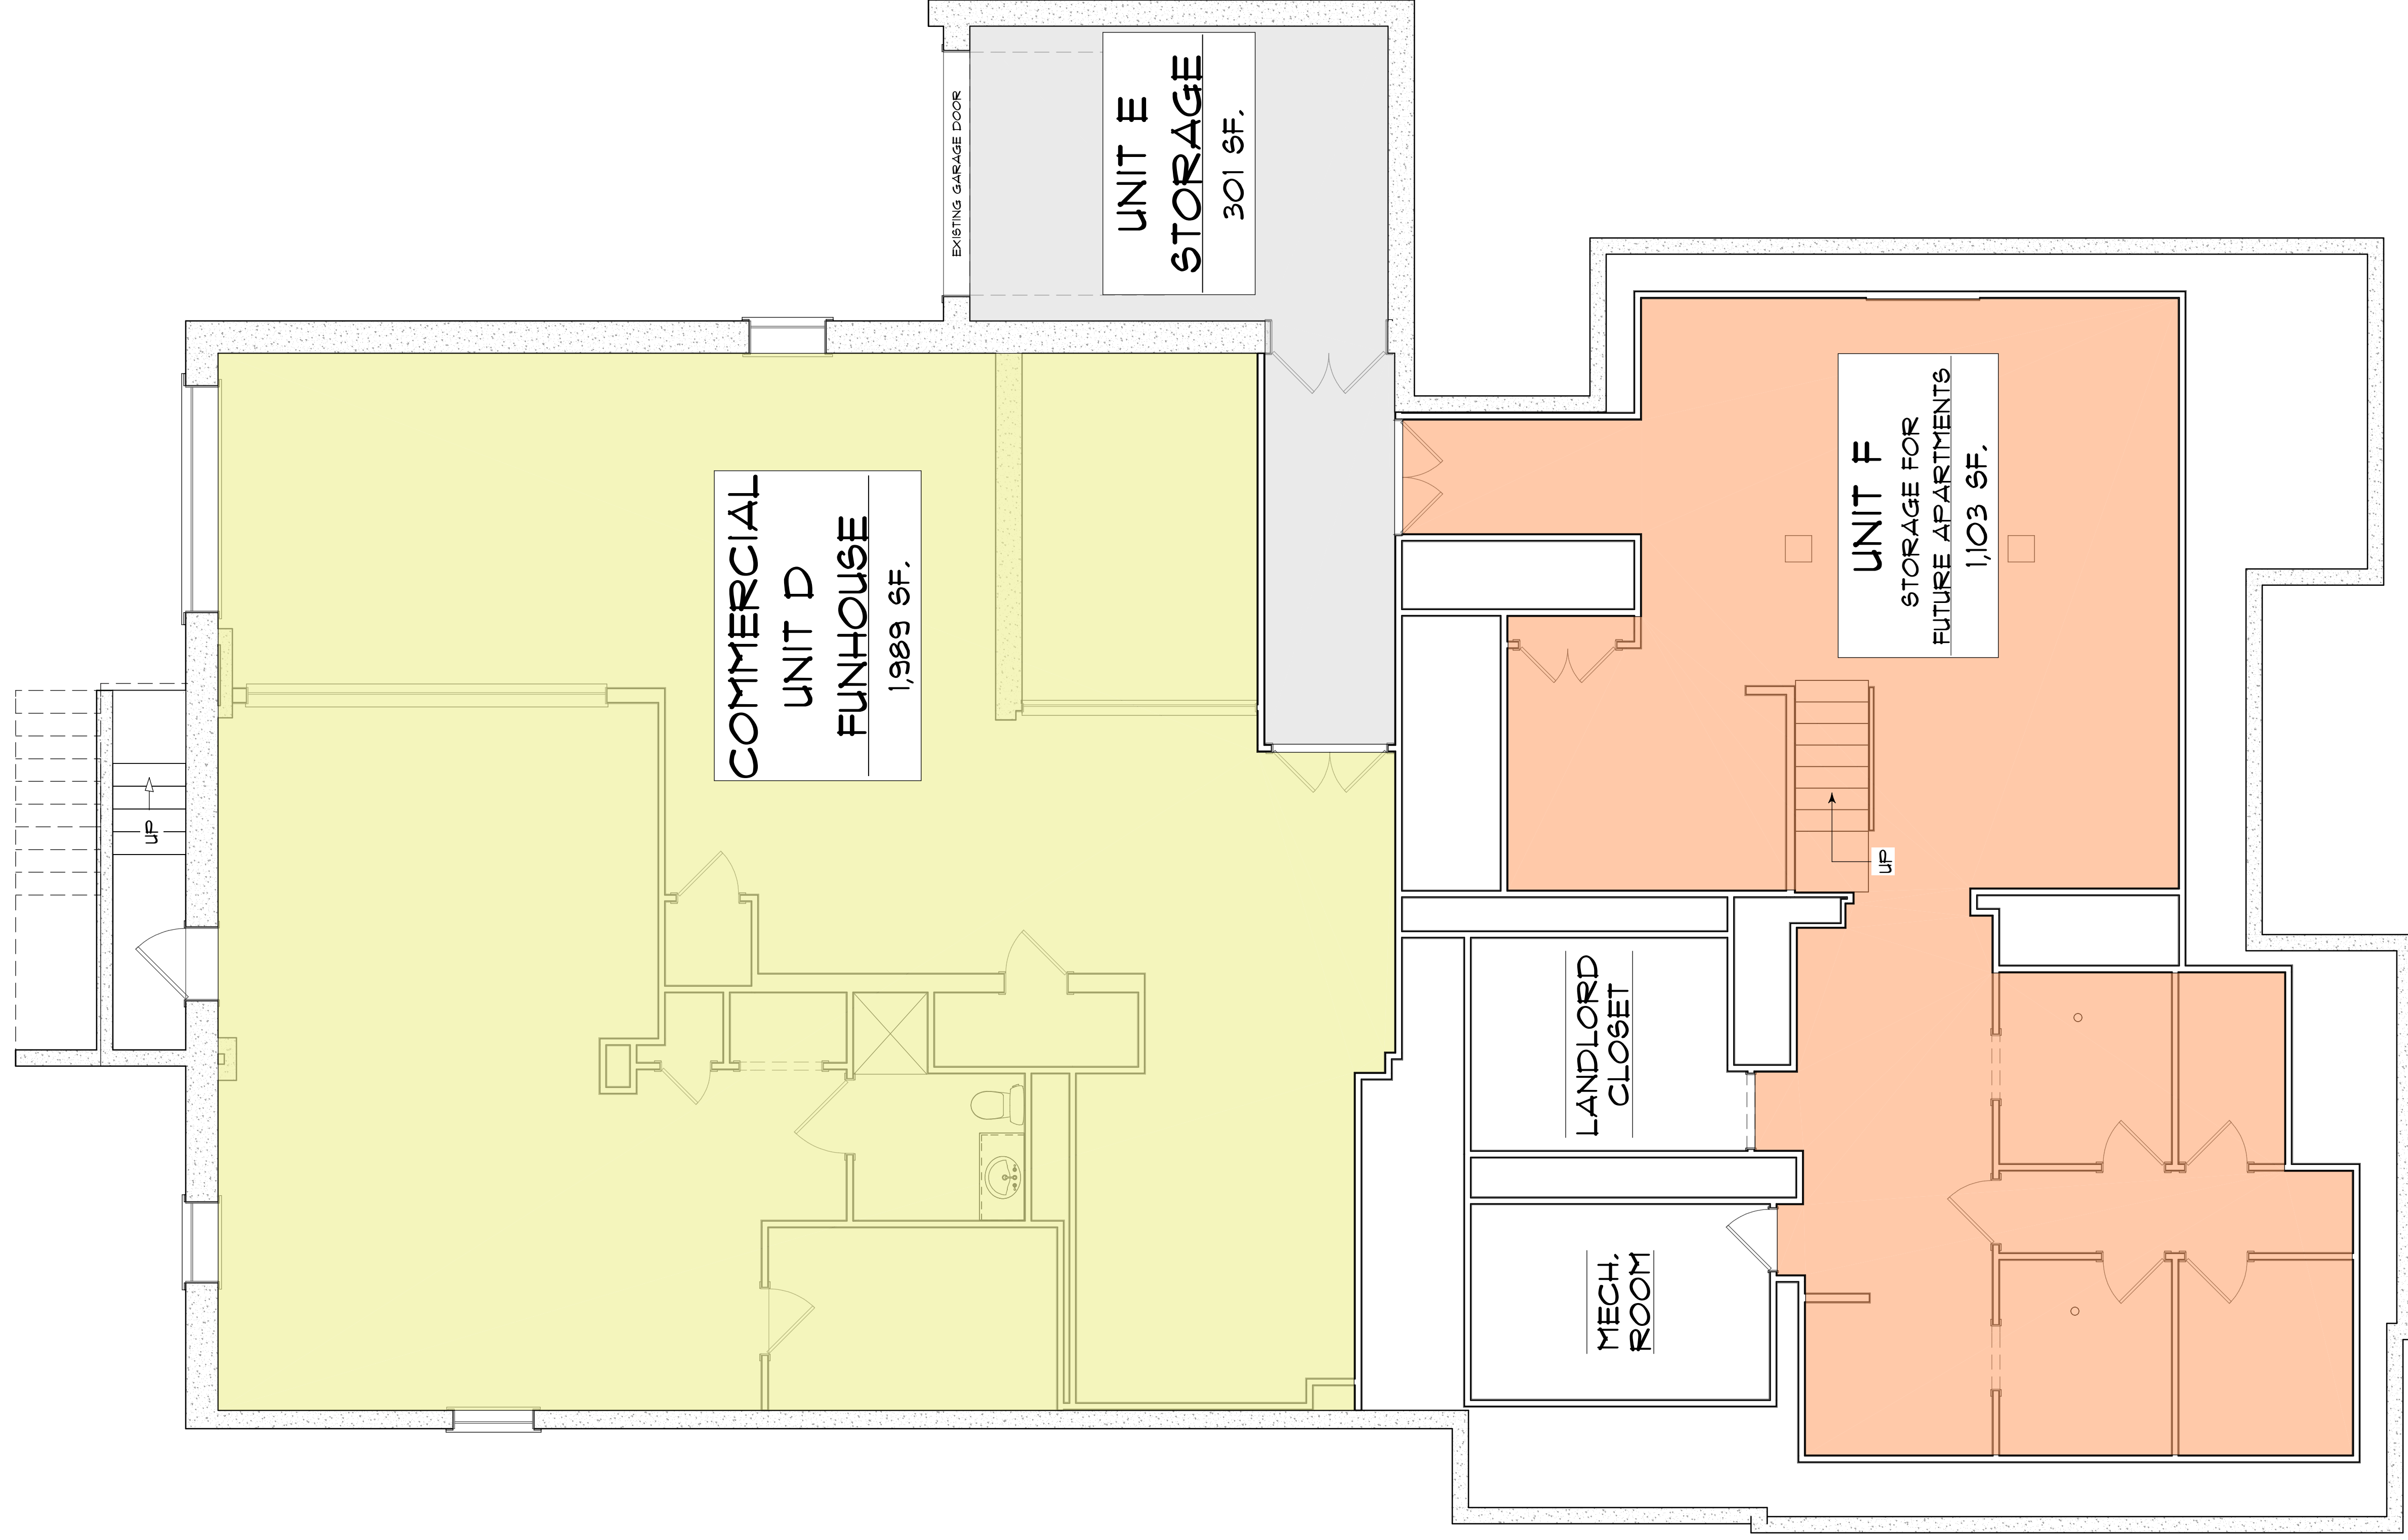 EXISTING GARAGE DOOR
UNIT E
STORAGE
301 SF.
COMMERCIAL
UNIT D
FUNHOUSE
1,989 SF.
UNIT F
STORAGE FOR
FUTURE APARTMENTS
1,103 SF.
UP
UP
LANDLORD
CLOSET
MECH.
ROOM